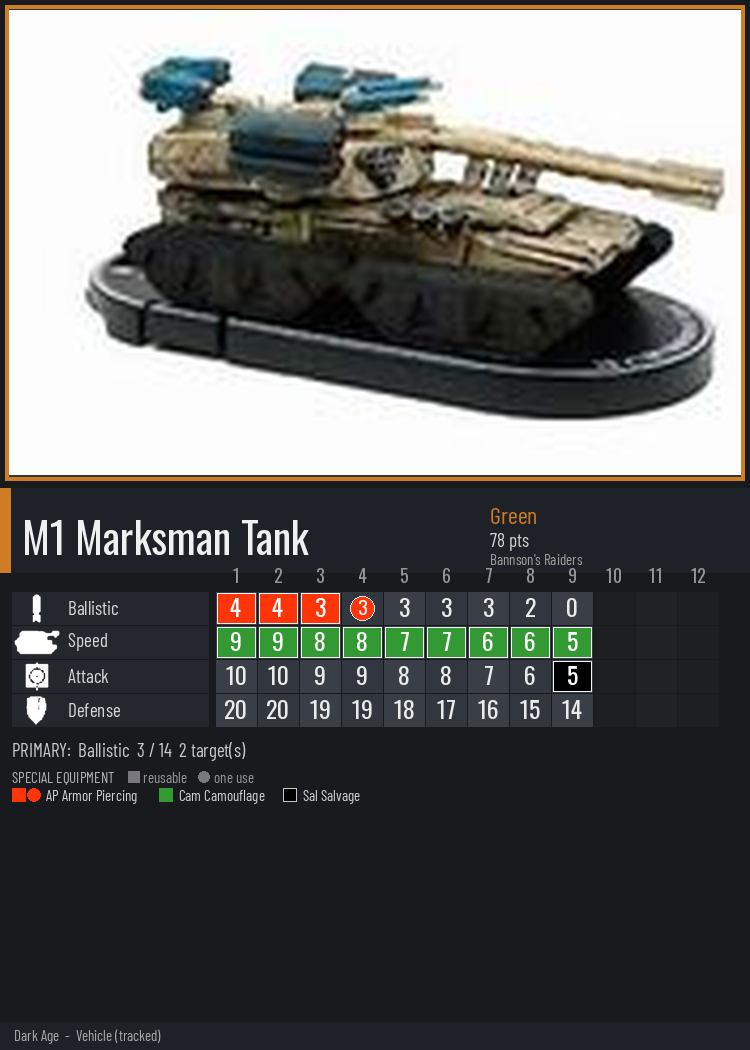 M1 Marksman Tank
Green
78 pts
Bannson's Raiders
1 2 3 4 5 6 7 8 9 10 11 12
Ballistic 4 4 3 3 3 3 3 2 0
Speed 9 9 8 8 7 7 6 6 5
Attack 10 10 9 9 8 8 7 6 5
Defense 20 20 19 19 18 17 16 15 14
PRIMARY: Ballistic 3 / 14 2 target(s)
SPECIAL EQUIPMENT reusable one use
AP Armor Piercing Cam Camouflage Sal Salvage
Dark Age - Vehicle (tracked)